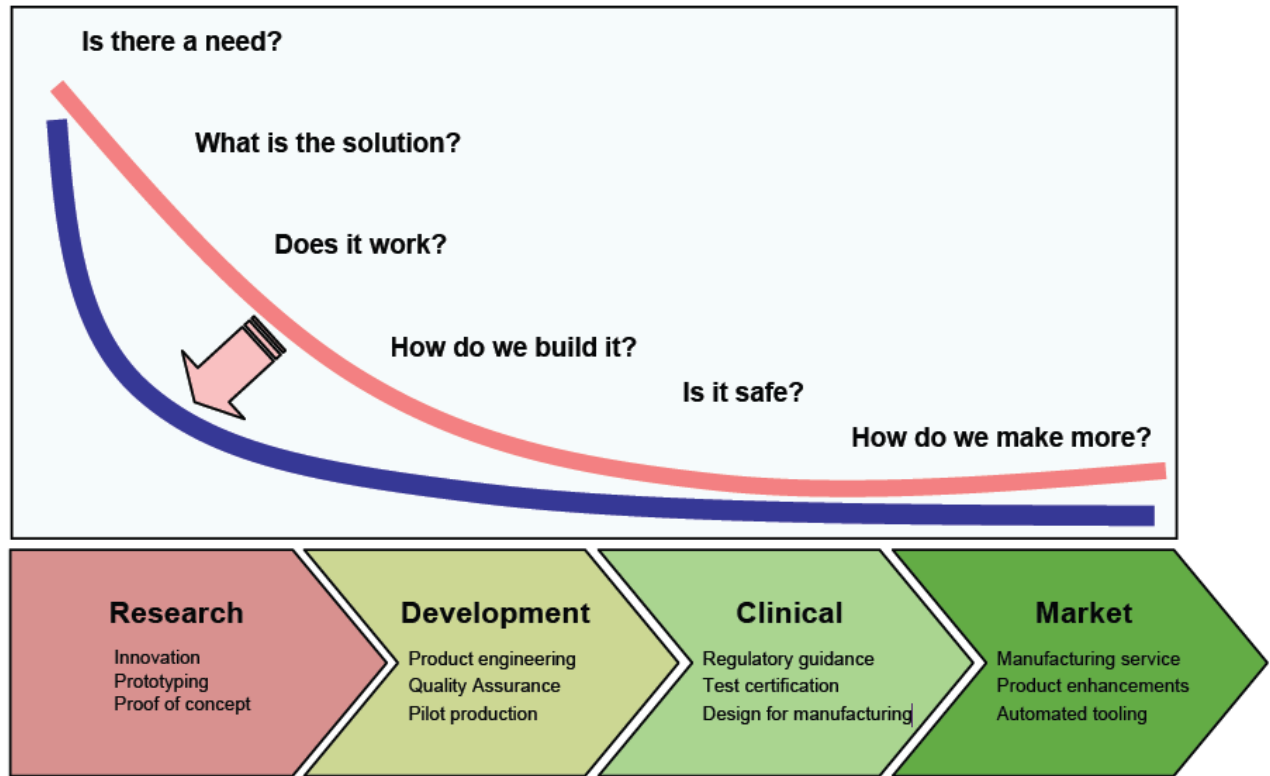 Is there a need?
What is the solution?
Does it work?
How do we build it?
Is it safe?
How do we make more?
Research
Innovation
Prototyping
Proof of concept
Development
Product engineering
Quality Assurance
Pilot production
Clinical
Regulatory guidance
Test certification
Design for manufacturing
Market
Manufacturing service
Product enhancements
Automated tooling